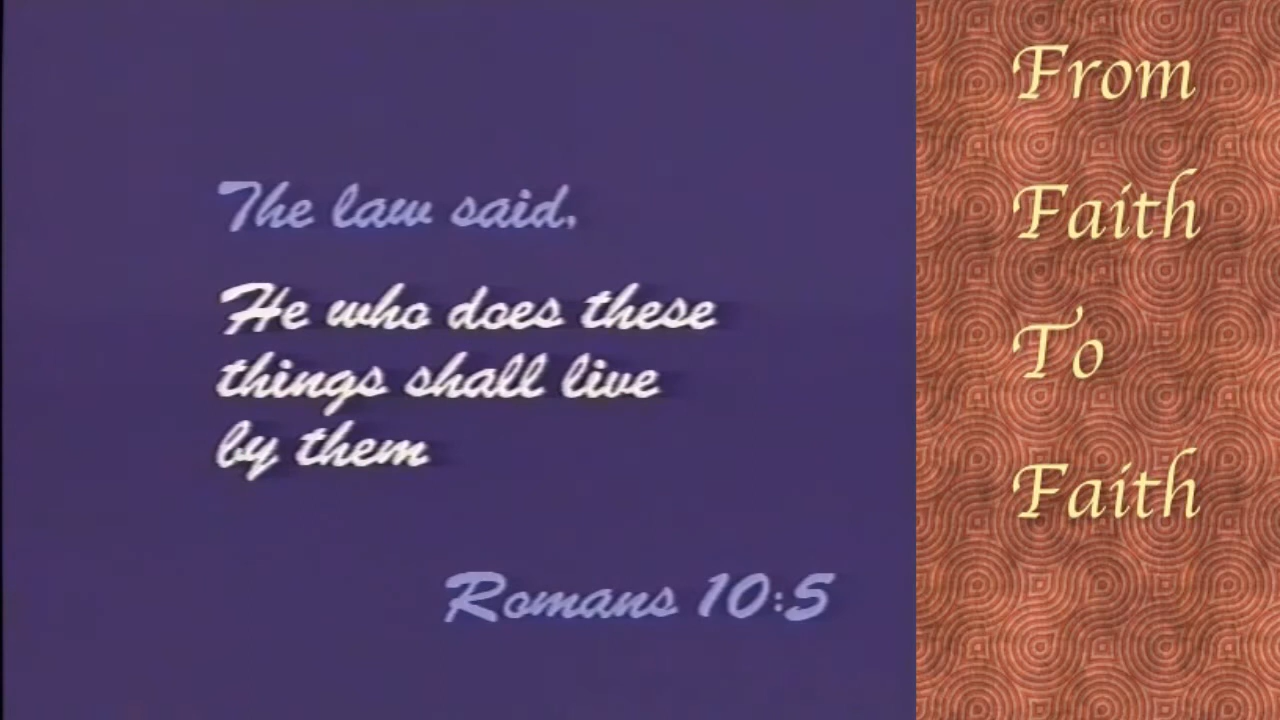 The law said,
He who does these
things shall live
by them
Romans 10:5
From
Faith
To
Faith